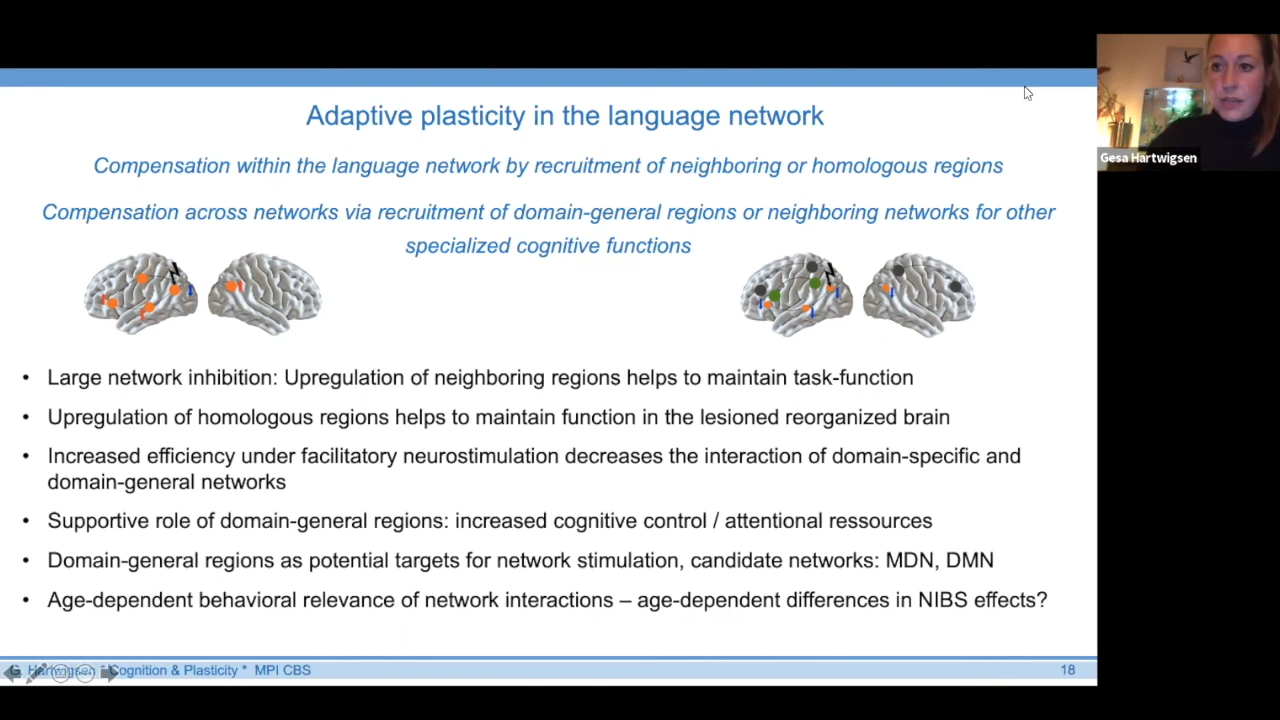 Adaptive plasticity in the language network
Compensation within the language network by recruitment of neighboring or homologous regions
Compensation across networks via recruitment of domain-general regions or neighboring networks for other
specialized cognitive functions
• Large network inhibition: Upregulation of neighboring regions helps to maintain task-function
• Upregulation of homologous regions helps to maintain function in the lesioned reorganized brain
• Increased efficiency under facilitatory neurostimulation decreases the interaction of domain-specific and
domain-general networks
• Supportive role of domain-general regions: increased cognitive control / attentional ressources
• Domain-general regions as potential targets for network stimulation, candidate networks: MDN, DMN
• Age-dependent behavioral relevance of network interactions – age-dependent differences in NIBS effects?
G. Hartwigsen * Cognition & Plasticity * MPI CBS
18
Gesa Hartwigsen